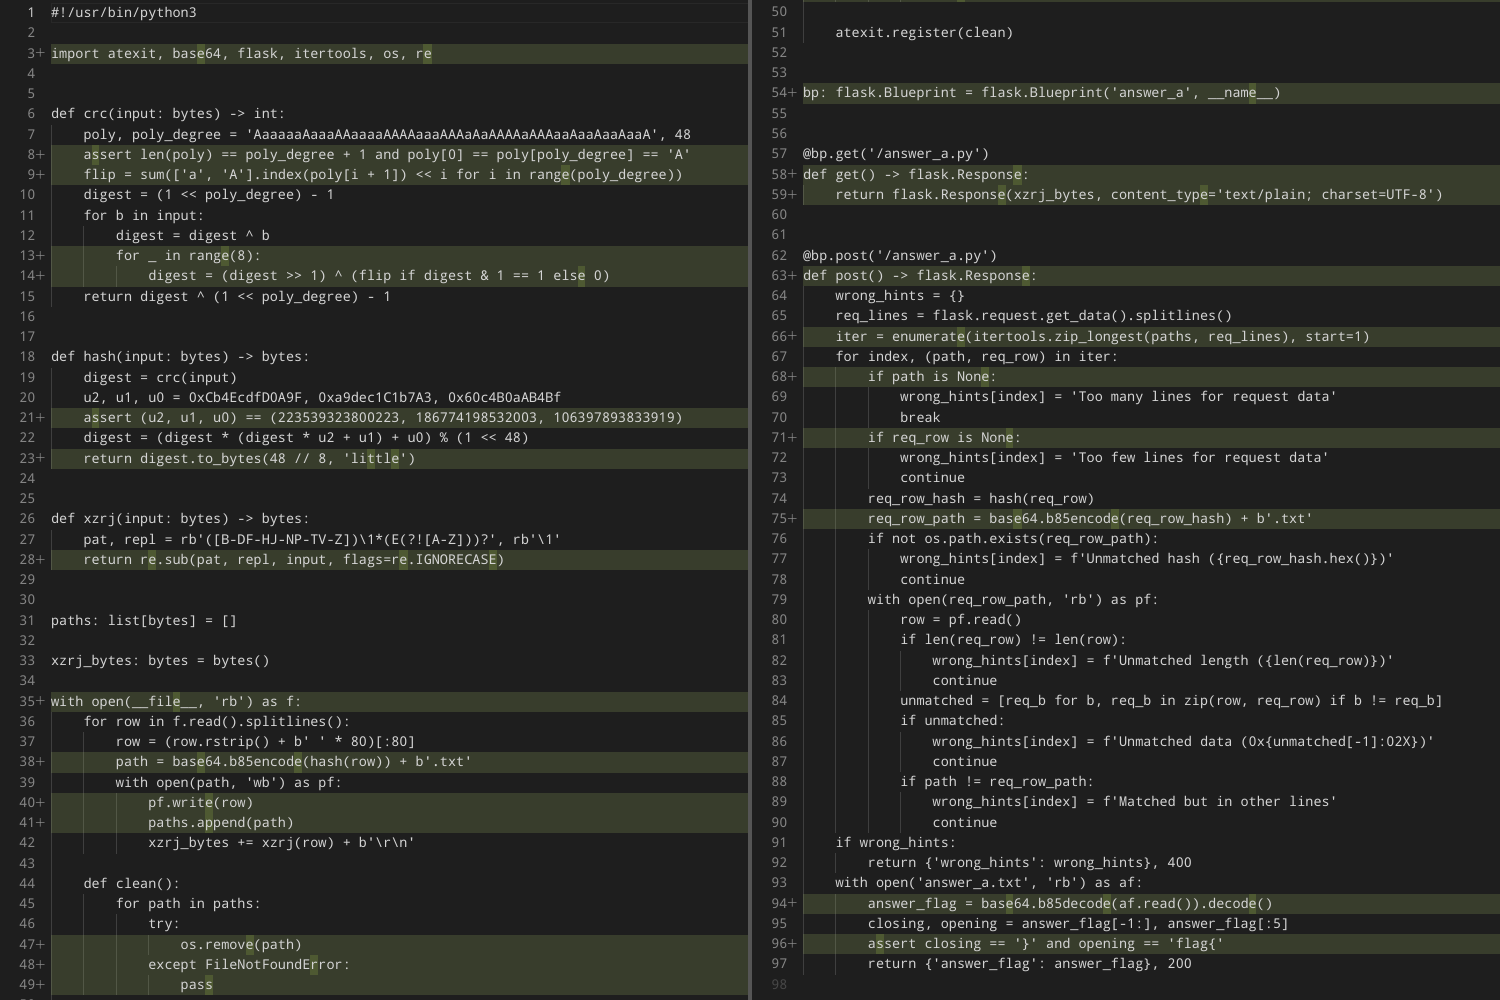 1 #!/usr/bin/python3
2
3+ import atexit, base64, flask, itertools, os, re
4
5
6 def crc(input: bytes) -> int:
7     poly, poly_degree = 'AaaaaaAaaaAAaaaaAAAAaaaAAAaAaAAAAaAAAaaAaaAaaAaaA', 48
8+     assert len(poly) == poly_degree + 1 and poly[0] == poly[poly_degree] == 'A'
9+     flip = sum(['a', 'A'].index(poly[i + 1]) << i for i in range(poly_degree))
10     digest = (1 << poly_degree) - 1
11     for b in input:
12         digest = digest ^ b
13+         for _ in range(8):
14+             digest = (digest >> 1) ^ (flip if digest & 1 == 1 else 0)
15     return digest ^ (1 << poly_degree) - 1
16
17
18 def hash(input: bytes) -> bytes:
19     digest = crc(input)
20     u2, u1, u0 = 0xCb4EcdfD0A9F, 0xa9dec1C1b7A3, 0x60c4B0aAB4Bf
21+     assert (u2, u1, u0) == (223539323800223, 186774198532003, 106397893833919)
22     digest = (digest * (digest * u2 + u1) + u0) % (1 << 48)
23+     return digest.to_bytes(48 // 8, 'little')
24
25
26 def xzrj(input: bytes) -> bytes:
27     pat, repl = rb'([B-DF-HJ-NP-TV-Z])\1*(E(?![A-Z]))?', rb'\1'
28+     return re.sub(pat, repl, input, flags=re.IGNORECASE)
29
30
31 paths: list[bytes] = []
32
33 xzrj_bytes: bytes = bytes()
34
35+ with open(__file__, 'rb') as f:
36     for row in f.read().splitlines():
37         row = (row.rstrip() + b' ' * 80)[:80]
38+         path = base64.b85encode(hash(row)) + b'.txt'
39         with open(path, 'wb') as pf:
40+             pf.write(row)
41+             paths.append(path)
42             xzrj_bytes += xzrj(row) + b'\r\n'
43
44     def clean():
45         for path in paths:
46             try:
47+                 os.remove(path)
48+             except FileNotFoundError:
49+                 pass
50
51     atexit.register(clean)
52
53
54+ bp: flask.Blueprint = flask.Blueprint('answer_a', __name__)
55
56
57 @bp.get('/answer_a.py')
58+ def get() -> flask.Response:
59+     return flask.Response(xzrj_bytes, content_type='text/plain; charset=UTF-8')
60
61
62 @bp.post('/answer_a.py')
63+ def post() -> flask.Response:
64     wrong_hints = {}
65     req_lines = flask.request.get_data().splitlines()
66+     iter = enumerate(itertools.zip_longest(paths, req_lines), start=1)
67     for index, (path, req_row) in iter:
68+         if path is None:
69             wrong_hints[index] = 'Too many lines for request data'
70             break
71+         if req_row is None:
72             wrong_hints[index] = 'Too few lines for request data'
73             continue
74         req_row_hash = hash(req_row)
75+         req_row_path = base64.b85encode(req_row_hash) + b'.txt'
76         if not os.path.exists(req_row_path):
77             wrong_hints[index] = f'Unmatched hash ({req_row_hash.hex()})'
78             continue
79         with open(req_row_path, 'rb') as pf:
80             row = pf.read()
81             if len(req_row) != len(row):
82                 wrong_hints[index] = f'Unmatched length ({len(req_row)})'
83                 continue
84             unmatched = [req_b for b, req_b in zip(row, req_row) if b != req_b]
85             if unmatched:
86                 wrong_hints[index] = f'Unmatched data (0x{unmatched[-1]:02X})'
87                 continue
88             if path != req_row_path:
89                 wrong_hints[index] = f'Matched but in other lines'
90                 continue
91     if wrong_hints:
92         return {'wrong_hints': wrong_hints}, 400
93     with open('answer_a.txt', 'rb') as af:
94+         answer_flag = base64.b85decode(af.read()).decode()
95         closing, opening = answer_flag[-1:], answer_flag[:5]
96+         assert closing == '}' and opening == 'flag{'
97         return {'answer_flag': answer_flag}, 200
98